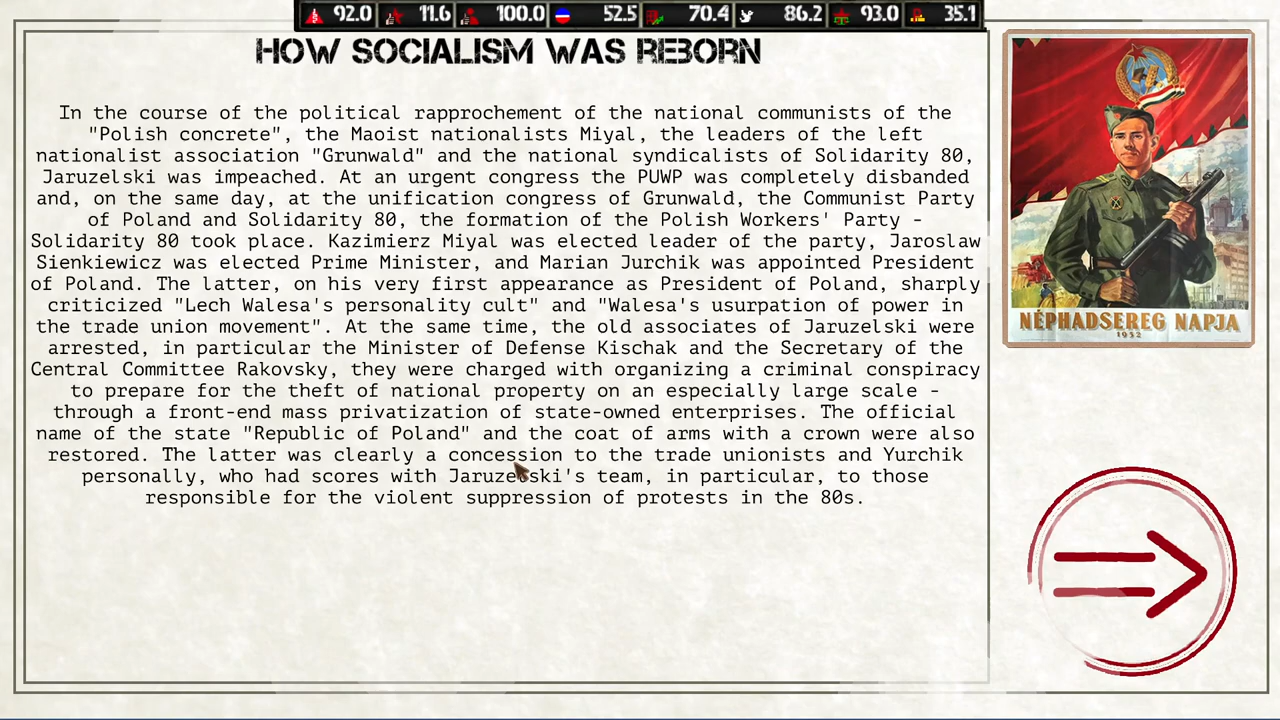 92.0 11.6 100.0 52.5 70.4 86.2 93.0 35.1
HOW SOCIALISM WAS REBORN
In the course of the political rapprochement of the national communists of the
"Polish concrete", the Maoist nationalists Miyal, the leaders of the left
nationalist association "Grunwald" and the national syndicalists of Solidarity 80,
Jaruzelski was impeached. At an urgent congress the PUWP was completely disbanded
and, on the same day, at the unification congress of Grunwald, the Communist Party
of Poland and Solidarity 80, the formation of the Polish Workers' Party -
Solidarity 80 took place. Kazimierz Miyal was elected leader of the party, Jaroslaw
Sienkiewicz was elected Prime Minister, and Marian Jurchik was appointed President
of Poland. The latter, on his very first appearance as President of Poland, sharply
criticized "Lech Walesa's personality cult" and "Walesa's usurpation of power in
the trade union movement". At the same time, the old associates of Jaruzelski were
arrested, in particular the Minister of Defense Kischak and the Secretary of the
Central Committee Rakovsky, they were charged with organizing a criminal conspiracy
to prepare for the theft of national property on an especially large scale -
through a front-end mass privatization of state-owned enterprises. The official
name of the state "Republic of Poland" and the coat of arms with a crown were also
restored. The latter was clearly a concession to the trade unionists and Yurchik
personally, who had scores with Jaruzelski's team, in particular, to those
responsible for the violent suppression of protests in the 80s.
NÉPHADSEREG NAPJA
1952